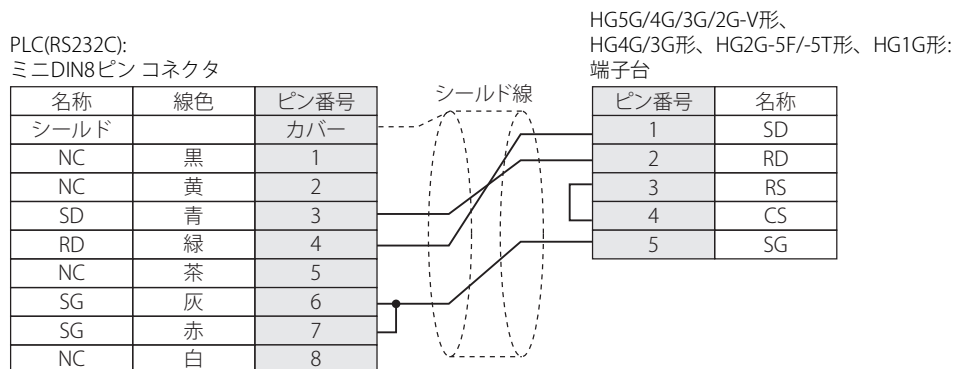 HG5G/4G/3G/2G-V形、
HG4G/3G形、HG2G-5F/-5T形、HG1G形:
端子台
PLC(RS232C):
ミニDIN8ピン コネクタ
シールド線
名称 線色 ピン番号
シールド カバー
NC 黒 1
NC 黄 2
SD 青 3
RD 緑 4
NC 茶 5
SG 灰 6
SG 赤 7
NC 白 8
ピン番号 名称
1 SD
2 RD
3 RS
4 CS
5 SG